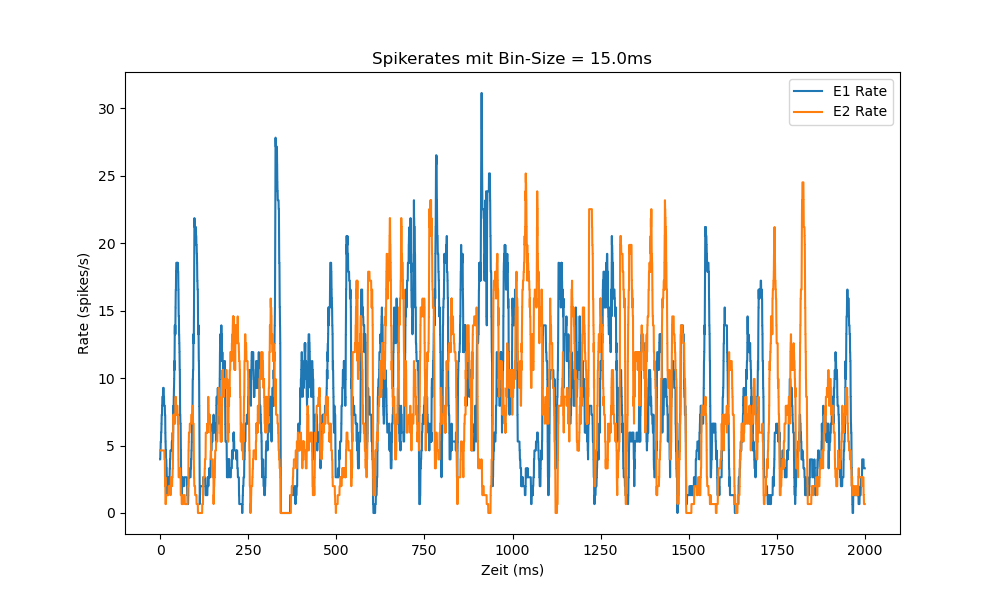 Spikerates mit Bin-Size = 15.0ms
E1 Rate
E2 Rate
Rate (spikes/s)
30
25
20
15
10
5
0
0 250 500 750 1000 1250 1500 1750 2000
Zeit (ms)